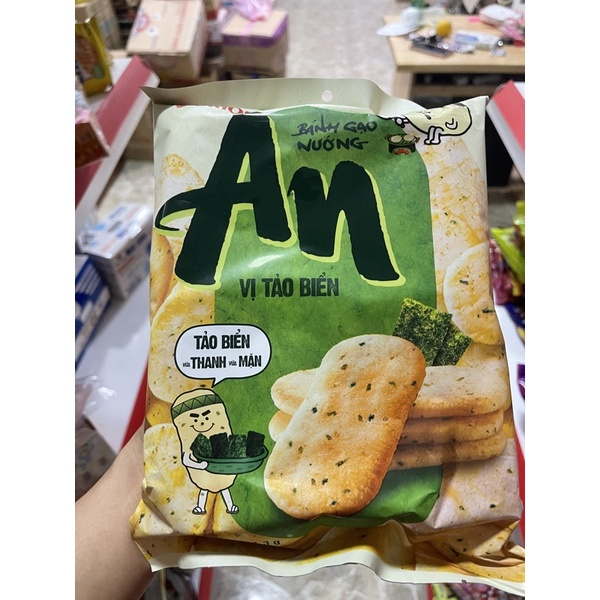 BÁNH GẠO
NƯỚNG
An
VỊ TẢO BIỂN
TẢO BIỂN
vừa THANH vừa MẶN